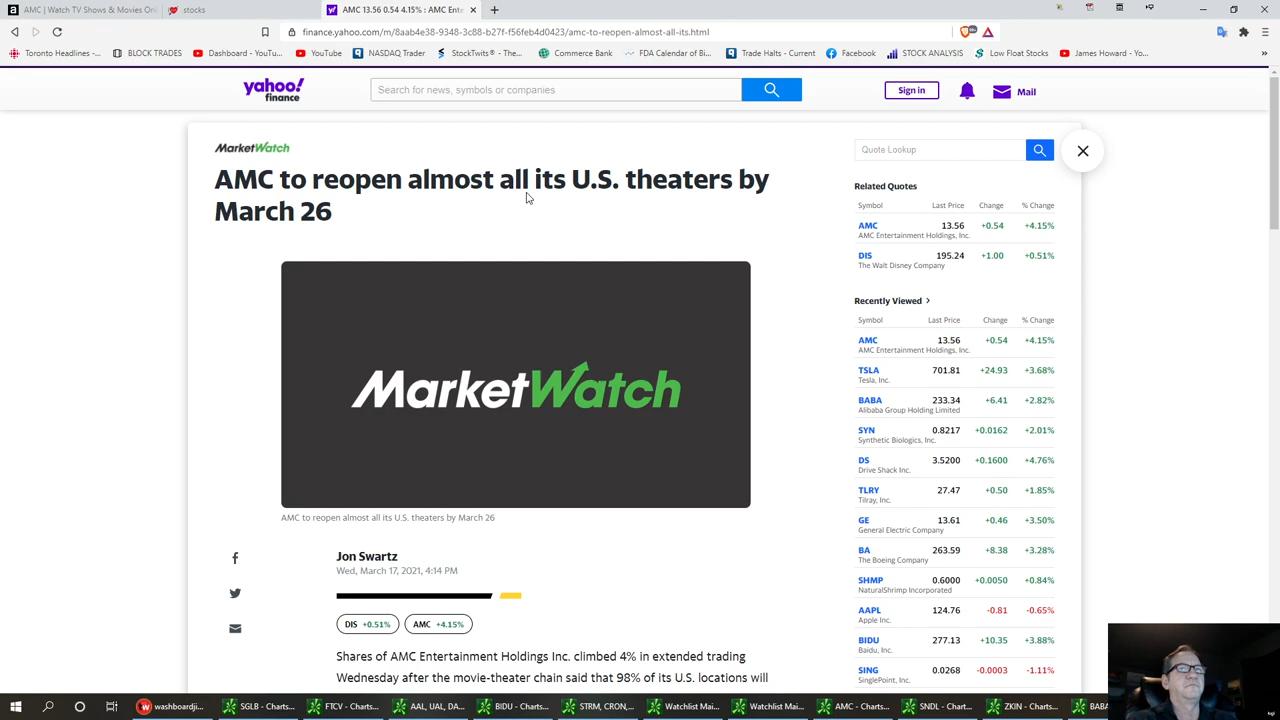 AMC | Watch TV Shows & Movies Onl
stocks
AMC 13.56 0.54 4.15% : AMC Ente
finance.yahoo.com/m/8aab4e38-9348-3c88-b27f-f56feb4d0423/amc-to-reopen-almost-all-its.html
Toronto Headlines -...
BLOCK TRADES
Dashboard - YouTu...
YouTube
NASDAQ Trader
StockTwits® - The...
Commerce Bank
FDA Calendar of Bi...
Trade Halts - Current
Facebook
STOCK ANALYSIS
Low Float Stocks
James Howard - Yo...
yahoo!
finance
Search for news, symbols or companies
Sign in
Mail
MarketWatch
AMC to reopen almost all its U.S. theaters by
March 26
MarketWatch
AMC to reopen almost all its U.S. theaters by March 26
Jon Swartz
Wed, March 17, 2021, 4:14 PM
DIS +0.51%
AMC +4.15%
Shares of AMC Entertainment Holdings Inc. climbed 4% in extended trading
Wednesday after the movie-theater chain said that 98% of its U.S. locations will
Quote Lookup
Related Quotes
Symbol Last Price Change % Change
AMC 13.56 +0.54 +4.15%
AMC Entertainment Holdings, Inc.
DIS 195.24 +1.00 +0.51%
The Walt Disney Company
Recently Viewed
Symbol Last Price Change % Change
AMC 13.56 +0.54 +4.15%
AMC Entertainment Holdings, Inc.
TSLA 701.81 +24.93 +3.68%
Tesla, Inc.
BABA 233.34 +6.41 +2.82%
Alibaba Group Holding Limited
SYN 0.8217 +0.0162 +2.01%
Synthetic Biologics, Inc.
DS 3.5200 +0.1600 +4.76%
Drive Shack Inc.
TLRY 27.47 +0.50 +1.85%
Tilray, Inc.
GE 13.61 +0.46 +3.50%
General Electric Company
BA 263.59 +8.38 +3.28%
The Boeing Company
SHMP 0.6000 +0.0050 +0.84%
NaturalShrimp Incorporated
AAPL 124.76 -0.81 -0.65%
Apple Inc.
BIDU 277.13 +10.35 +3.88%
Baidu, Inc.
SING 0.0268 -0.0003 -1.11%
SinglePoint, Inc.
washboardji...
SGLB - Charts...
FTCV - Charts...
AAL, UAL, DA...
BIDU - Charts...
STRM, CRON,...
Watchlist Mai...
Watchlist Mai...
AMC - Charts...
SNDL - Chart...
ZKIN - Charts...
BABA